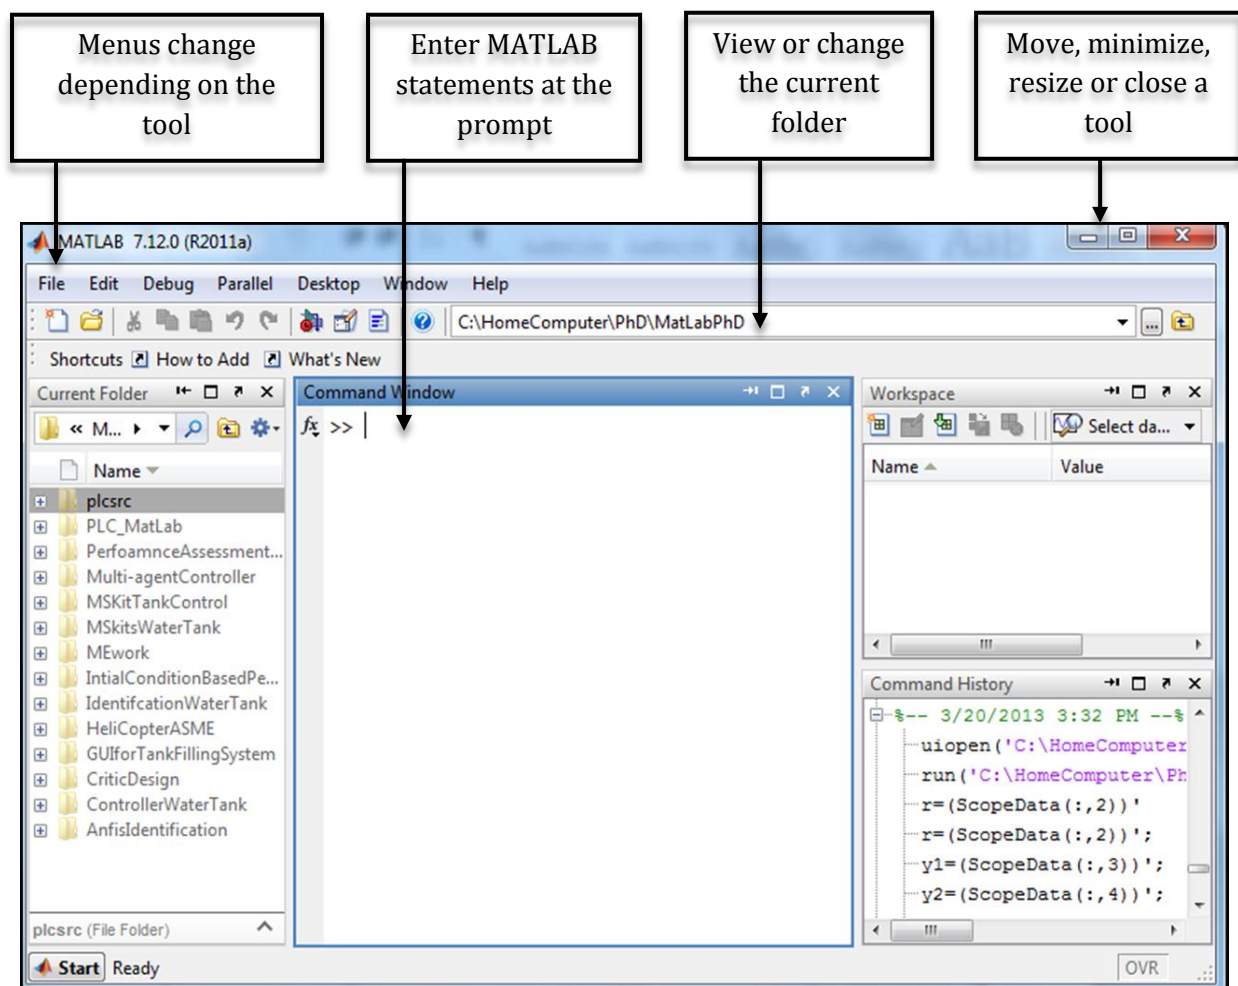 Menus change
depending on the
tool
Enter MATLAB
statements at the
prompt
View or change
the current
folder
Move, minimize,
resize or close a
tool
MATLAB 7.12.0 (R2011a)
File Edit Debug Parallel Desktop Window Help
C:\HomeComputer\PhD\MatLabPhD
Shortcuts How to Add What's New
Current Folder
« M...
Name
plcsrc
PLC_MatLab
PerfoamnceAssessment...
Multi-agentController
MSKitTankControl
MSkitsWaterTank
MEwork
IntialConditionBasedPe...
IdentifcationWaterTank
HeliCopterASME
GUIforTankFillingSystem
CriticDesign
ControllerWaterTank
AnfisIdentification
plcsrc (File Folder)
Command Window
fx >>
Workspace
Select da...
Name Value
Command History
%-- 3/20/2013 3:32 PM --%
uiopen('C:\HomeComputer
run('C:\HomeComputer\Ph
r=(ScopeData(:,2))'
r=(ScopeData(:,2))';
y1=(ScopeData(:,3))';
y2=(ScopeData(:,4))';
Start Ready
OVR